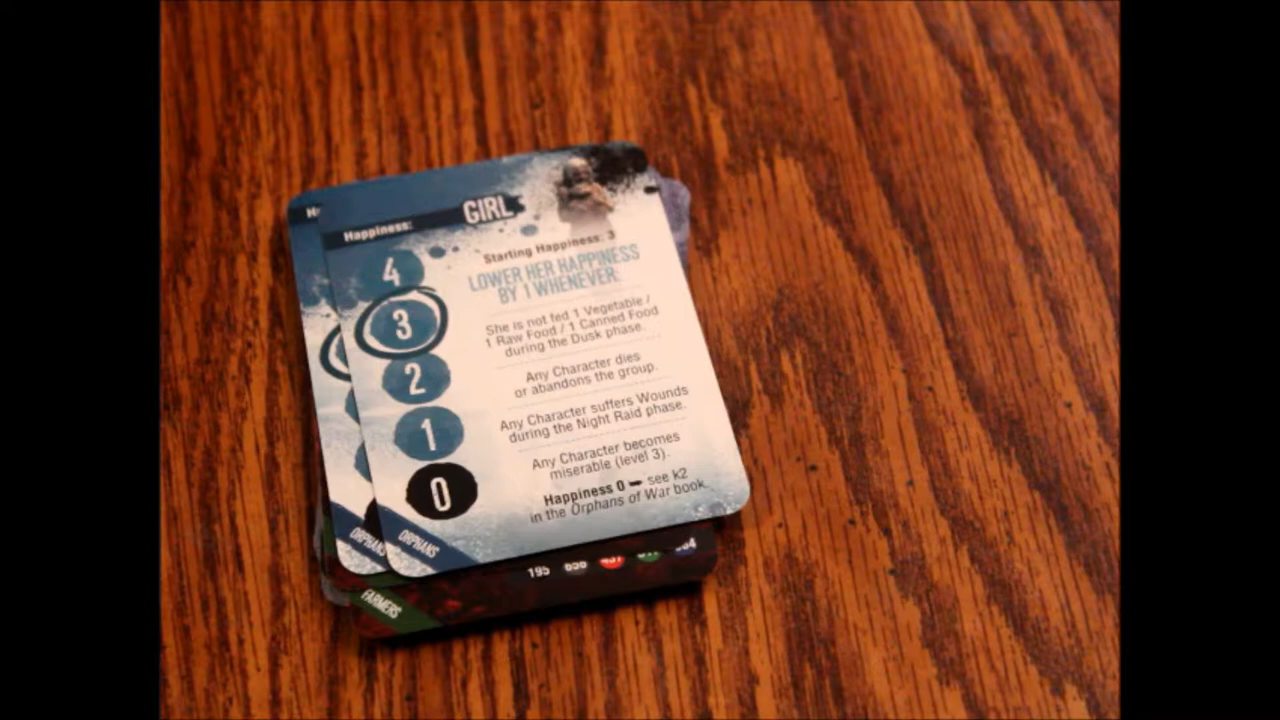 GIRL
Happiness:
Starting Happiness: 3
LOWER HER HAPPINESS
BY 1 WHENEVER:
4
3
2
1
0
She is not fed 1 Vegetable /
1 Raw Food / 1 Canned Food
during the Dusk phase.
Any Character dies
or abandons the group.
Any Character suffers Wounds
during the Night Raid phase.
Any Character becomes
miserable (level 3).
Happiness 0 ➡ see k2
in the Orphans of War book.
ORPHANS
ORPHANS
195
FARMERS